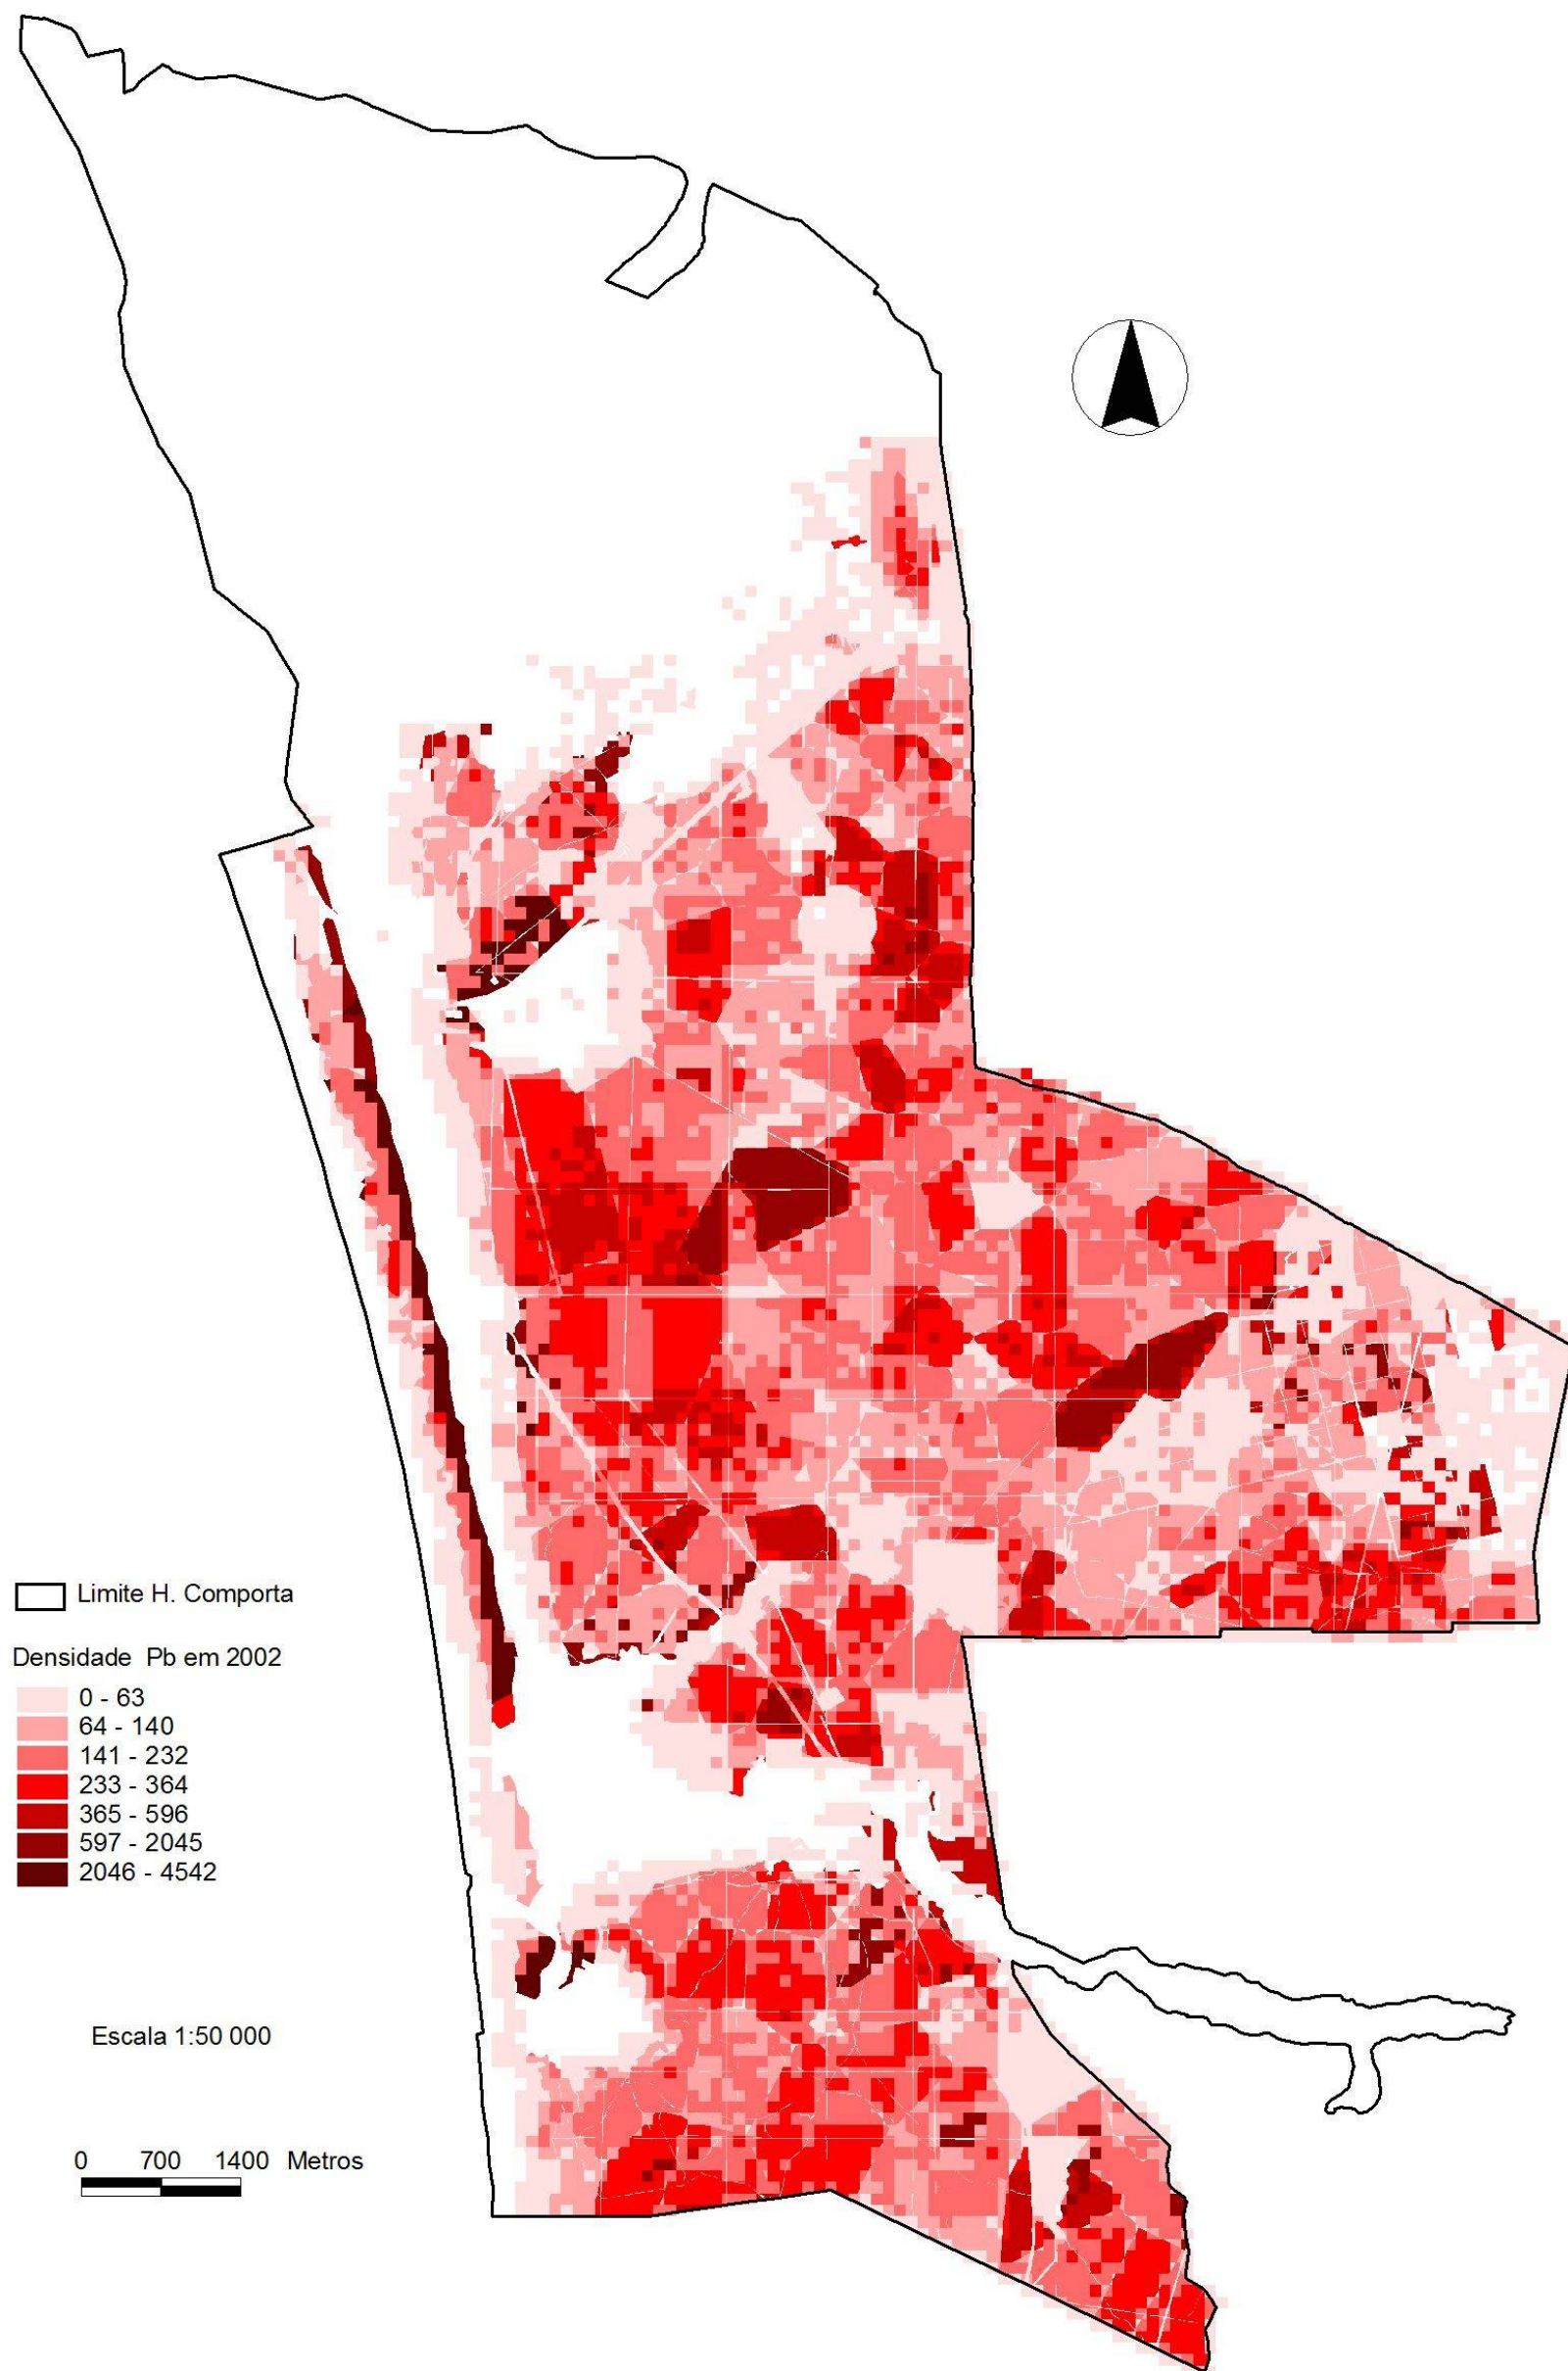 Limite H. Comporta
Densidade Pb em 2002
0 - 63
64 - 140
141 - 232
233 - 364
365 - 596
597 - 2045
2046 - 4542
Escala 1:50 000
0 700 1400 Metros